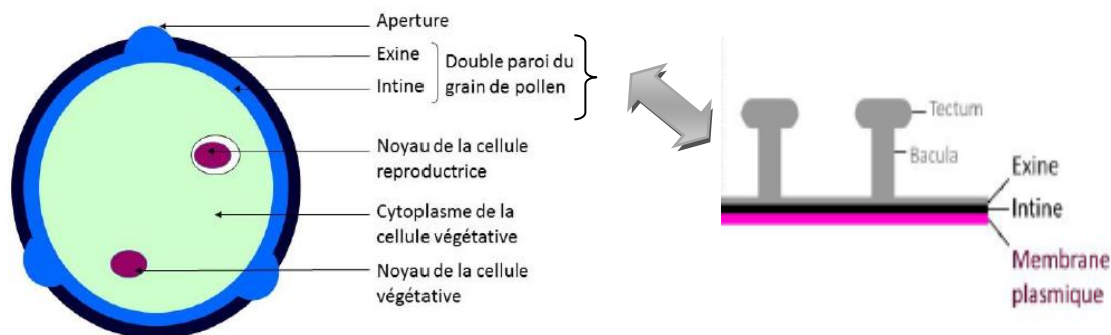 Aperture
Exine
Intine
Double paroi du
grain de pollen
Noyau de la cellule
reproductrice
Cytoplasme de la
cellule végétative
Noyau de la cellule
végétative
Tectum
Bacula
Exine
Intine
Membrane
plasmique